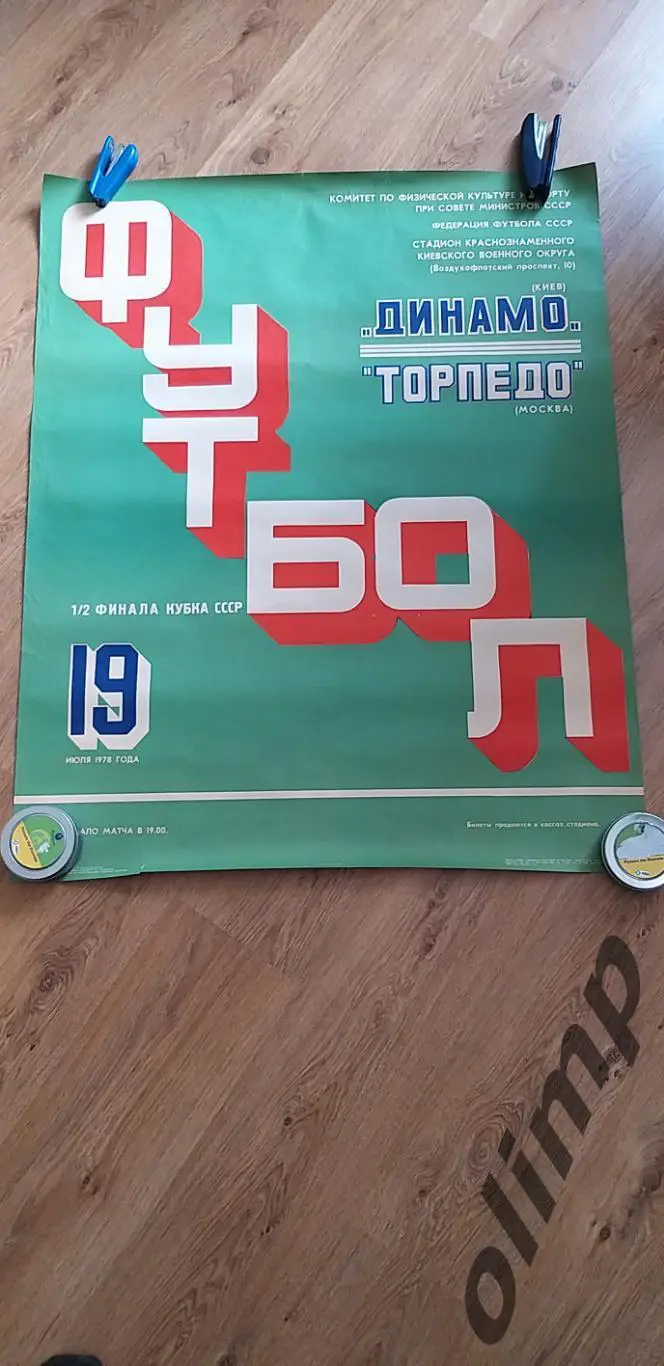 КОМИТЕТ ПО ФИЗИЧЕСКОЙ КУЛЬТУРЕ И СПОРТУ
ПРИ СОВЕТЕ МИНИСТРОВ СССР
ФЕДЕРАЦИЯ ФУТБОЛА СССР
СТАДИОН КРАСНОЗНАМЕННОГО
КИЕВСКОГО ВОЕННОГО ОКРУГА
(Воздухофлотский проспект, 10)
(КИЕВ)
„ДИНАМО„
"ТОРПЕДО"
(МОСКВА)
ФУТБОЛ
1/2 ФИНАЛА КУБКА СССР
19
ИЮЛЯ 1978 ГОДА
АЛО МАТЧА В 19.00.
Билеты продаются в кассах стадиона.
olimp